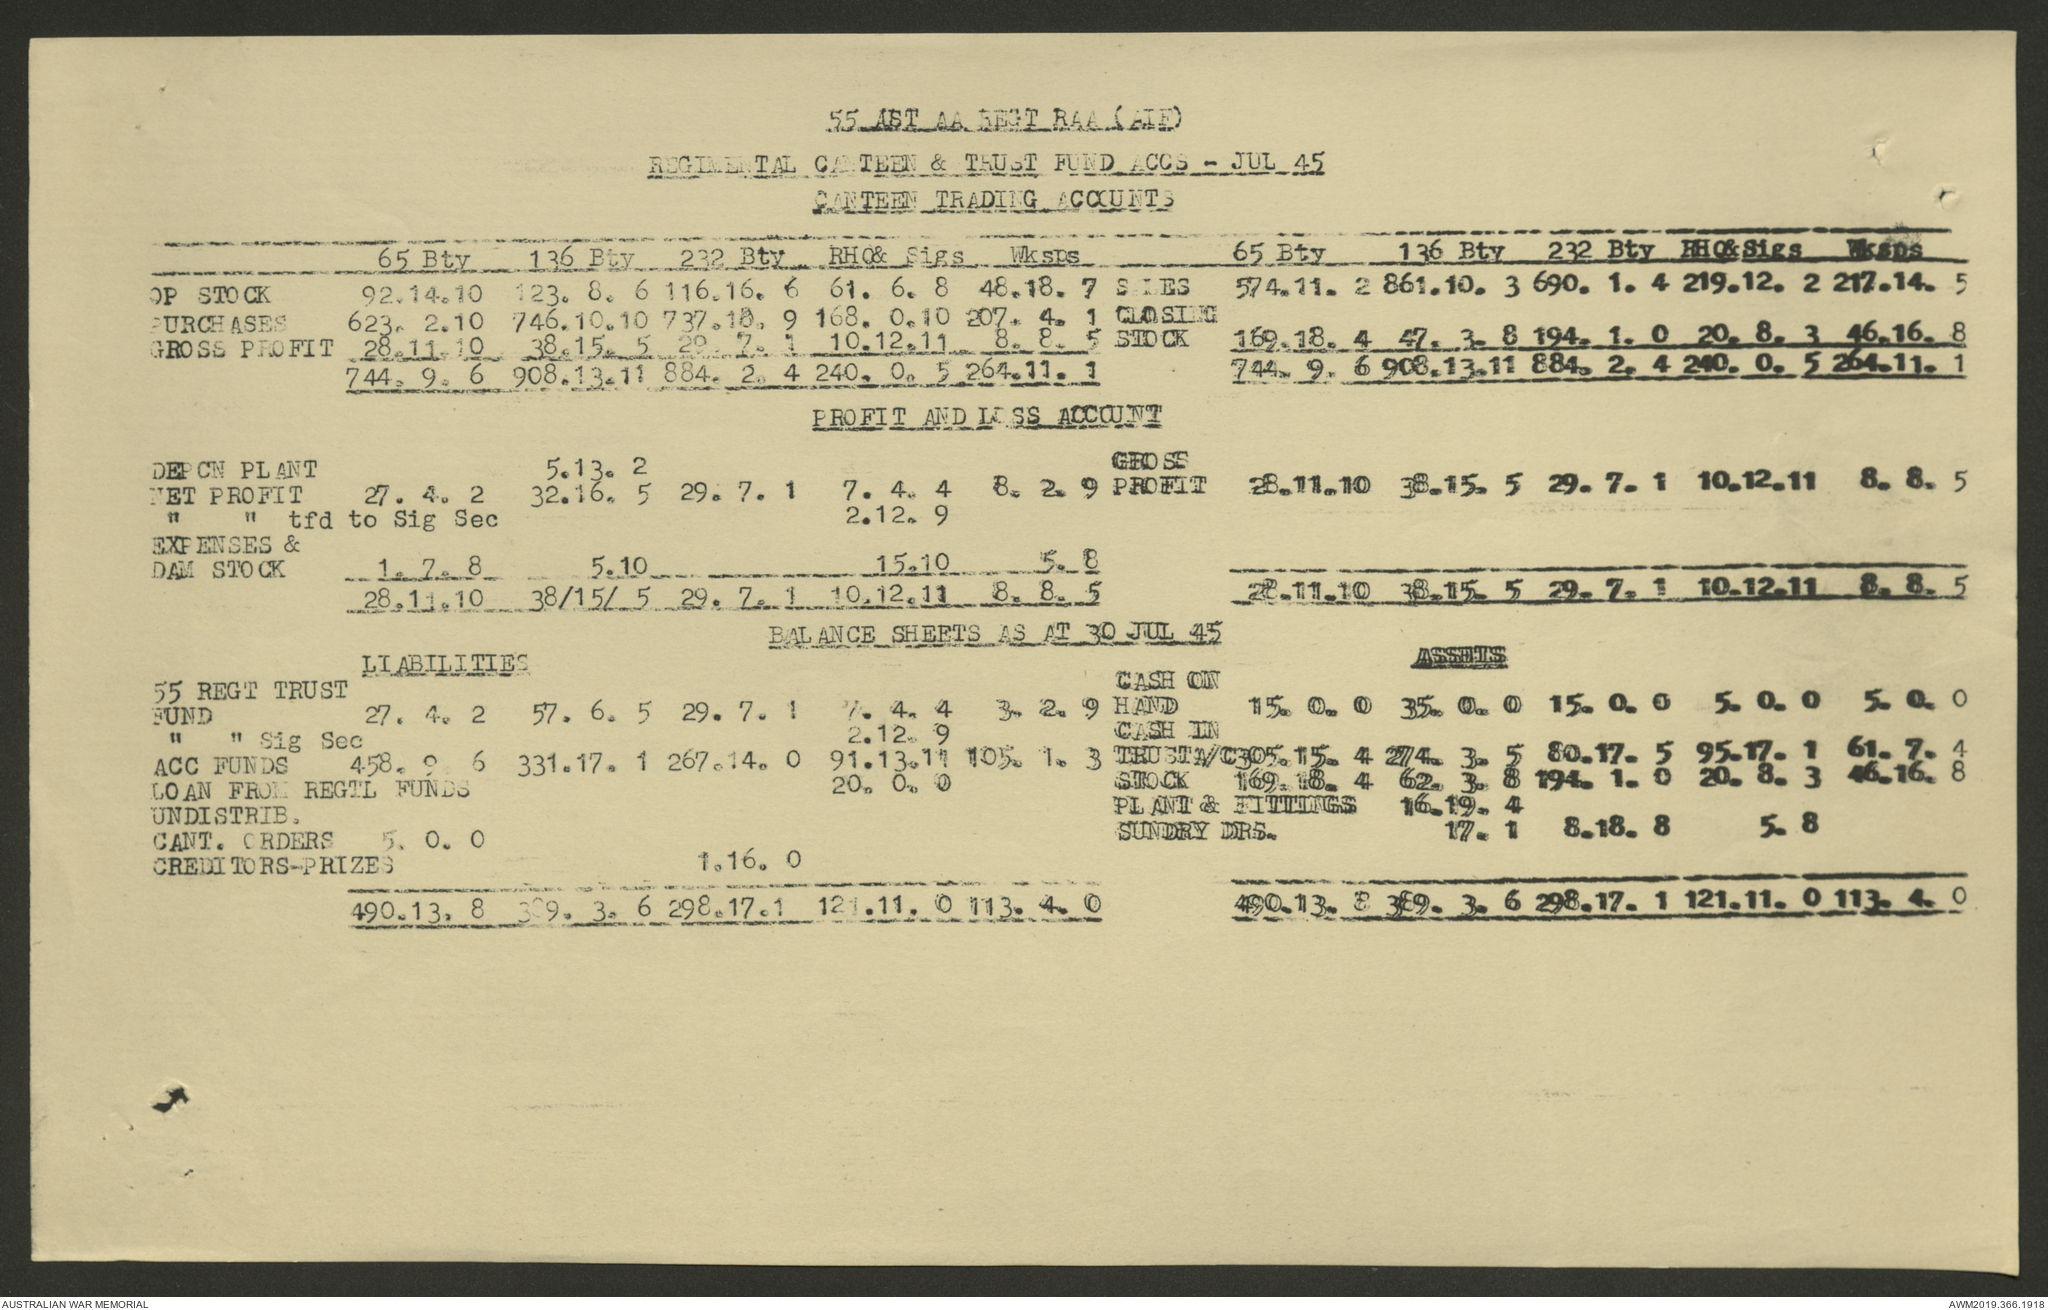 55 AST AA REGT RAA (AIF)
REGIMENTAL CANTEEN & TRUST FUND ACCS - JUL 45
CANTEEN TRADING ACCOUNTS
65 Bty 136 Bty 232 Bty RHQ& Sigs Wksps 65 Bty 136 Bty 232 Bty RHQ&Sigs Wksps
OP STOCK 92.14.10 123. 8. 6 116.16. 6 61. 6. 8 48.18. 7 SALES 574.11. 2 861.10. 3 690. 1. 4 219.12. 2 217.14. 5
PURCHASES 623. 2.10 746.10.10 737.18. 9 168. 0.10 207. 4. 1 CLOSING
GROSS PROFIT 28.11.10 38.15. 5 29. 7. 1 10.12.11 8. 8. 5 STOCK 169.18. 4 47. 3. 8 194. 1. 0 20. 8. 3 46.16. 8
744. 9. 6 908.13.11 884. 2. 4 240. 0. 5 264.11. 1 744. 9. 6 908.13.11 884. 2. 4 240. 0. 5 264.11. 1
PROFIT AND LOSS ACCOUNT
DEPCN PLANT 5.13. 2 GROSS
NET PROFIT 27. 4. 2 32.16. 5 29. 7. 1 7. 4. 4 8. 2. 9 PROFIT 28.11.10 38.15. 5 29. 7. 1 10.12.11 8. 8. 5
" " tfd to Sig Sec 2.12. 9
EXPENSES &
DAM STOCK 1. 7. 8 5.10 15.10 5. 8
28.11.10 38/15/ 5 29. 7. 1 10.12.11 8. 8. 5 28.11.10 38.15. 5 29. 7. 1 10.12.11 8. 8. 5
BALANCE SHEETS AS AT 30 JUL 45
LIABILITIES ASSETS
55 REGT TRUST CASH ON
FUND 27. 4. 2 57. 6. 5 29. 7. 1 7. 4. 4 3. 2. 9 HAND 15. 0. 0 35. 0. 0 15. 0. 0 5. 0. 0 5. 0. 0
" " Sig Sec 2.12. 9 CASH IN
ACC FUNDS 458. 9. 6 331.17. 1 267.14. 0 91.13.11 105. 1. 3 TRUSTA/C305.15. 4 274. 3. 5 80.17. 5 95.17. 1 61. 7. 4
LOAN FROM REGTL FUNDS 20. 0. 0 STOCK 169.18. 4 62. 3. 8 194. 1. 0 20. 8. 3 46.16. 8
UNDISTRIB. PLANT & FITTINGS 16.19. 4
CANT. ORDERS 5. 0. 0 SUNDRY DRS. 17. 1 8.18. 8 5. 8
CREDITORS-PRIZES 1.16. 0
490.13. 8 389. 3. 6 298.17.1 121.11. 0 113. 4. 0 490.13. 8 389. 3. 6 298.17. 1 121.11. 0 113. 4. 0
AUSTRALIAN WAR MEMORIAL AWM2019.366.1918